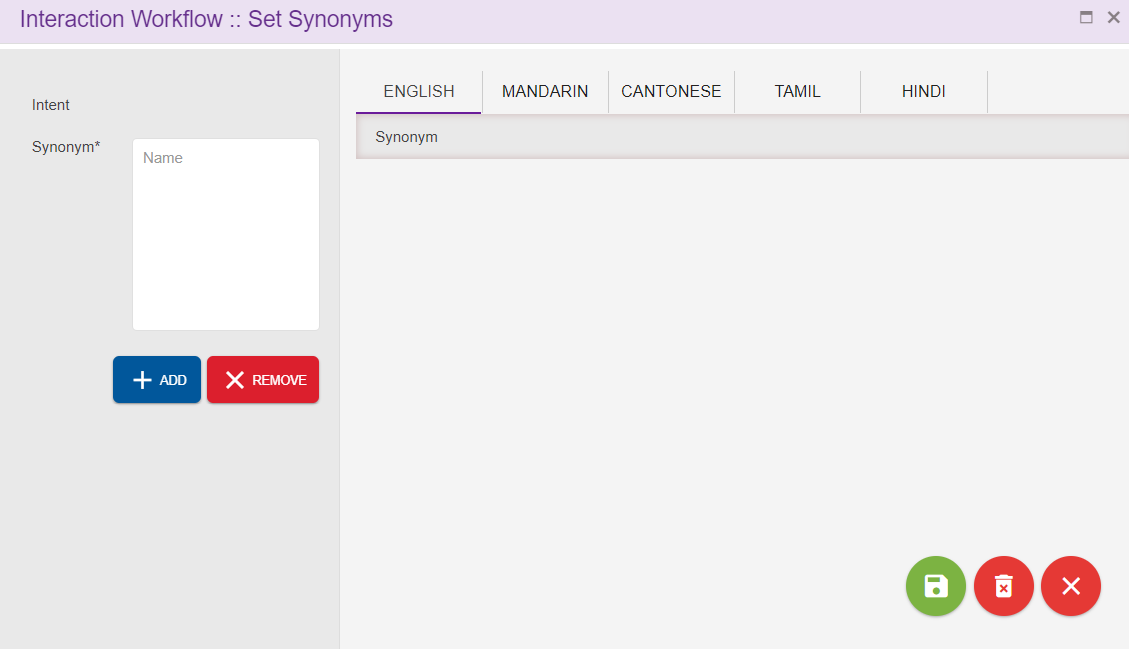 Interaction Workflow :: Set Synonyms
Intent
Synonym*
Name
ADD
REMOVE
ENGLISH
MANDARIN
CANTONESE
TAMIL
HINDI
Synonym